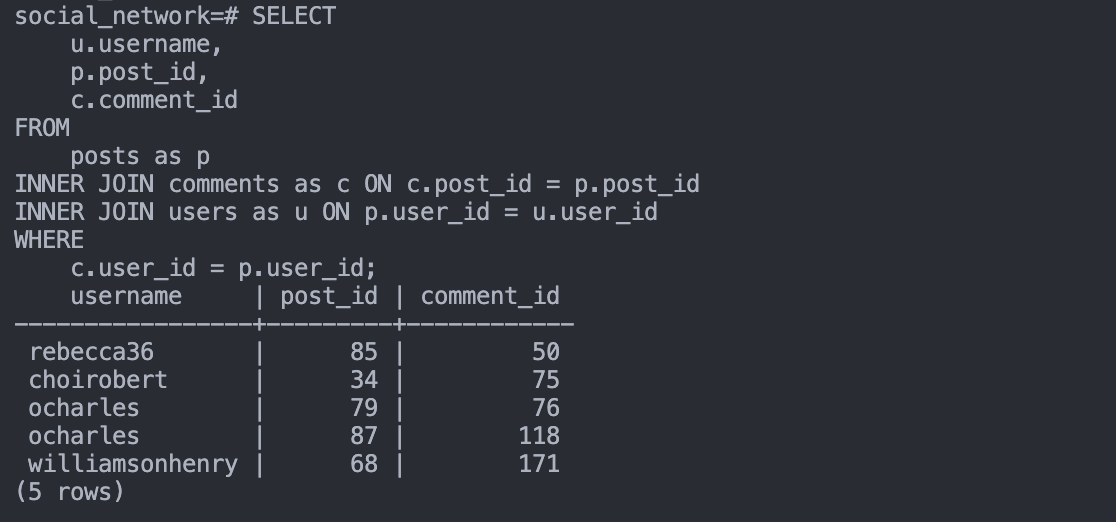 social_network=# SELECT
    u.username,
    p.post_id,
    c.comment_id
FROM
    posts as p
INNER JOIN comments as c ON c.post_id = p.post_id
INNER JOIN users as u ON p.user_id = u.user_id
WHERE
    c.user_id = p.user_id;
    username     | post_id | comment_id
-----------------+---------+------------
 rebecca36       |      85 |         50
 choirobert      |      34 |         75
 ocharles        |      79 |         76
 ocharles        |      87 |        118
 williamsonhenry |      68 |        171
(5 rows)